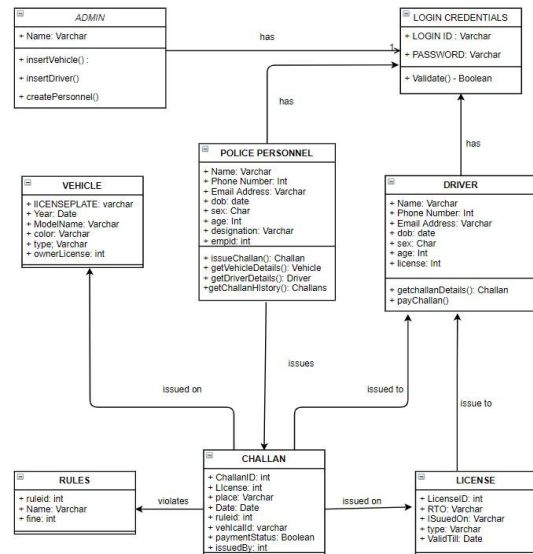 ADMIN
+ Name: Varchar
+ insertVehicle() :
+ insertDriver()
+ createPersonnel()
has
1
LOGIN CREDENTIALS
+ LOGIN ID : Varchar
+ PASSWORD: Varchar
+ Validate() - Boolean
has
has
POLICE PERSONNEL
+ Name: Varchar
+ Phone Number: Int
+ Email Address: Varchar
+ dob: date
+ sex: Char
+ age: Int
+ designation: Varchar
+ empid: int
+ issueChallan(): Challan
+ getVehicleDetails: Vehicle
+ getDriverDetails: Driver
+getChallanHIstory): Challans
VEHICLE
+ lICENSEPLATE: varchar
+ Year: Date
+ ModelName: Varchar
+ color: Varchar
+ type; Varchar
+ ownerLicense: int
DRIVER
+ Name: Varchar
+ Phone Number: Int
+ Email Address: Varchar
+ dob: date
+ sex: Char
+ age: Int
+ license: Int
+ getchallanDetails(): Challan
+ payChallan()
issues
issued on
issued to
issue to
RULES
+ ruleid: int
+ Name: Varchar
+ fine: int
violates
CHALLAN
+ ChallanID: int
+ LIcense: int
+ place: Varchar
+ Date: Date
+ ruleid: int
+ vehIcaId: varchar
+ paymentStatus: Boolean
+ issuedBy: int
issued on
LICENSE
+ LicenseID: int
+ RTO: Varchar
+ ISuuedOn: Varchar
+ type: Varchar
+ ValidTill: Date